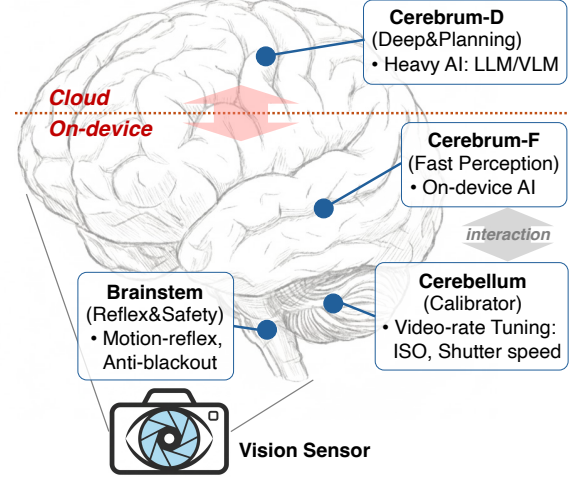 Cerebrum-D
(Deep&Planning)
• Heavy AI: LLM/VLM
Cloud
On-device
Cerebrum-F
(Fast Perception)
• On-device AI
interaction
Brainstem
(Reflex&Safety)
• Motion-reflex,
Anti-blackout
Cerebellum
(Calibrator)
• Video-rate Tuning:
ISO, Shutter speed
Vision Sensor